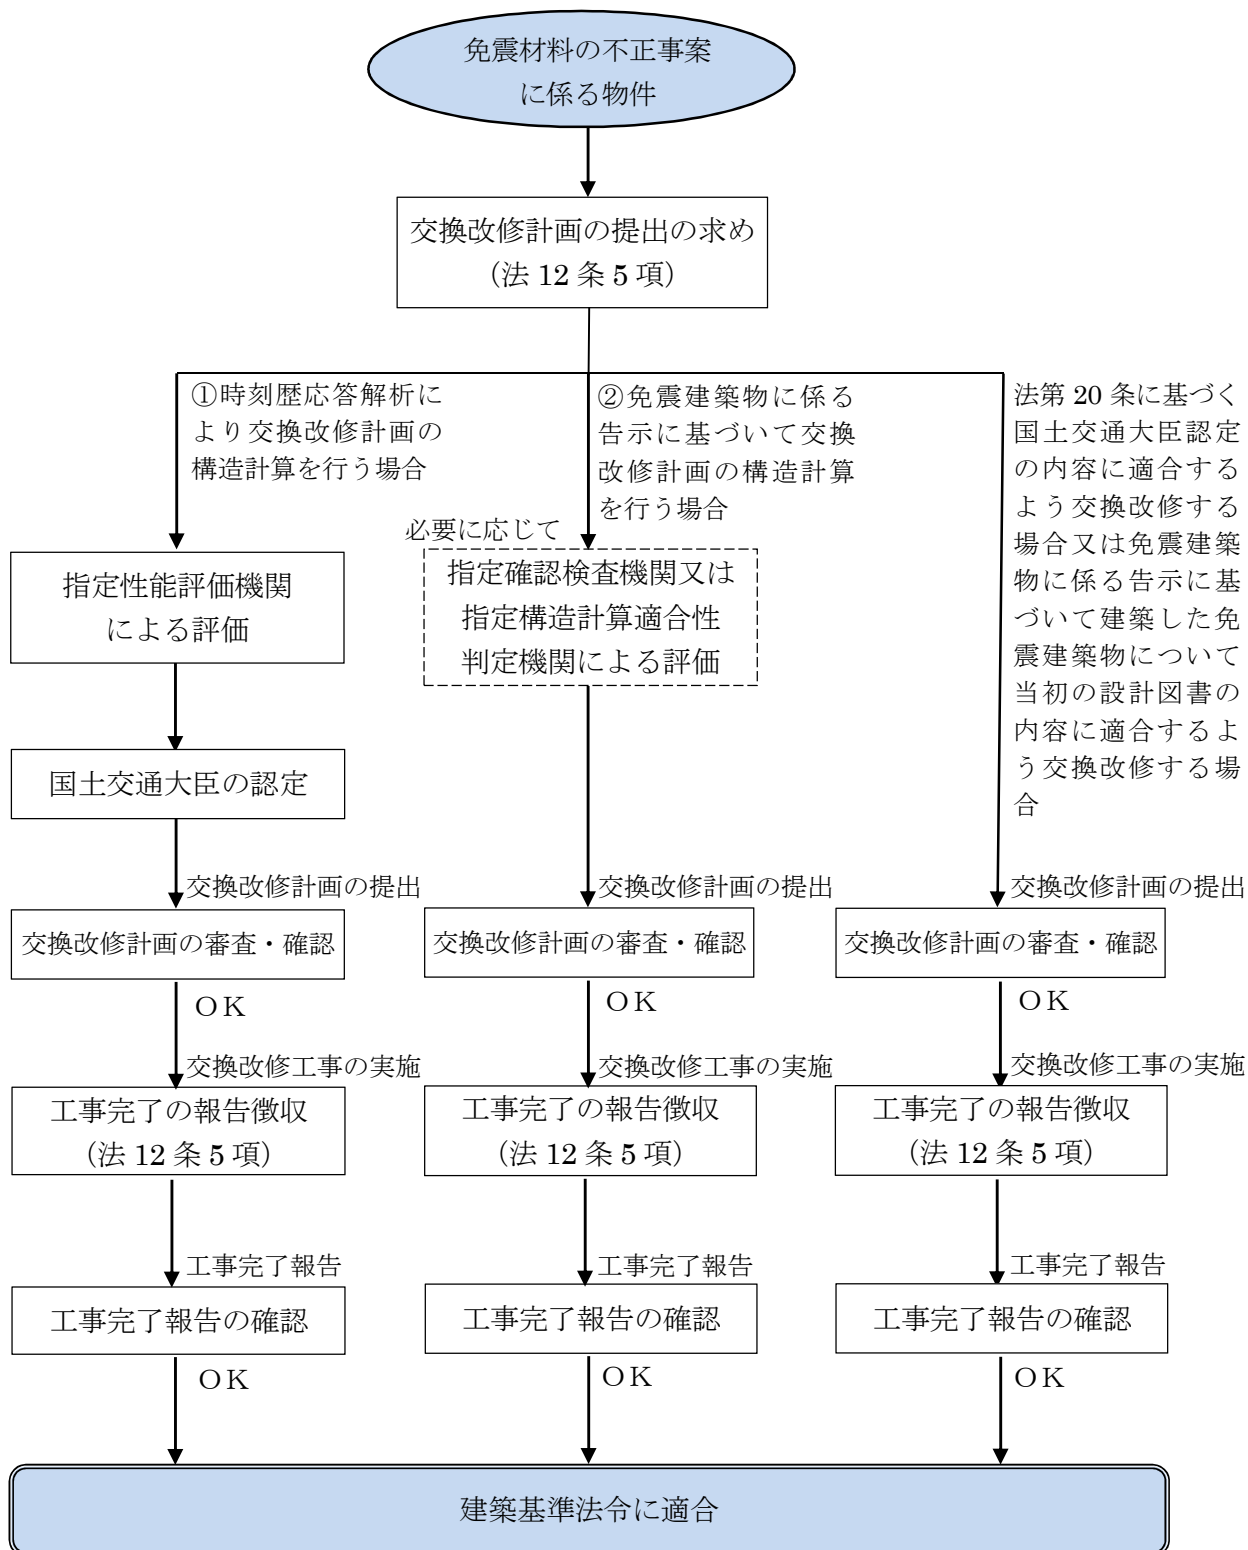 免震材料の不正事案
に係る物件
交換改修計画の提出の求め
（法 12 条 5 項）
①時刻歴応答解析に
より交換改修計画の
構造計算を行う場合
②免震建築物に係る
告示に基づいて交換
改修計画の構造計算
を行う場合
法第 20 条に基づく
国土交通大臣認定
の内容に適合する
よう交換改修する
場合又は免震建築
物に係る告示に基
づいて建築した免
震建築物について
当初の設計図書の
内容に適合するよ
う交換改修する場
合
必要に応じて
指定性能評価機関
による評価
指定確認検査機関又は
指定構造計算適合性
判定機関による評価
国土交通大臣の認定
交換改修計画の提出
交換改修計画の提出
交換改修計画の提出
交換改修計画の審査・確認
交換改修計画の審査・確認
交換改修計画の審査・確認
ＯＫ
ＯＫ
ＯＫ
交換改修工事の実施
交換改修工事の実施
交換改修工事の実施
工事完了の報告徴収
（法 12 条 5 項）
工事完了の報告徴収
（法 12 条 5 項）
工事完了の報告徴収
（法 12 条 5 項）
工事完了報告
工事完了報告
工事完了報告
工事完了報告の確認
工事完了報告の確認
工事完了報告の確認
ＯＫ
ＯＫ
ＯＫ
建築基準法令に適合